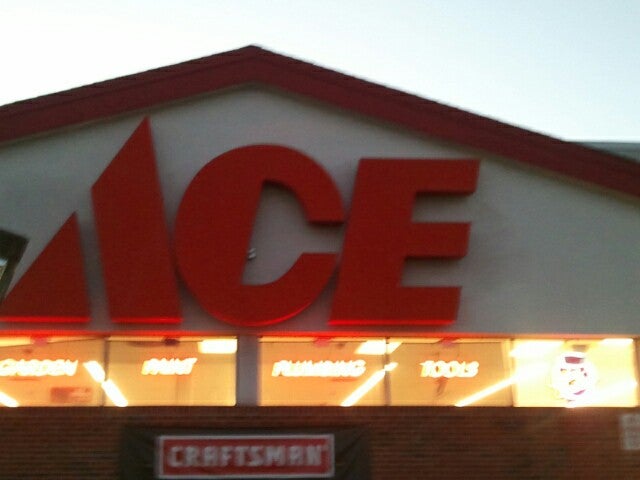 ACE
GARDEN PAINT PLUMBING TOOLS
CRAFTSMAN